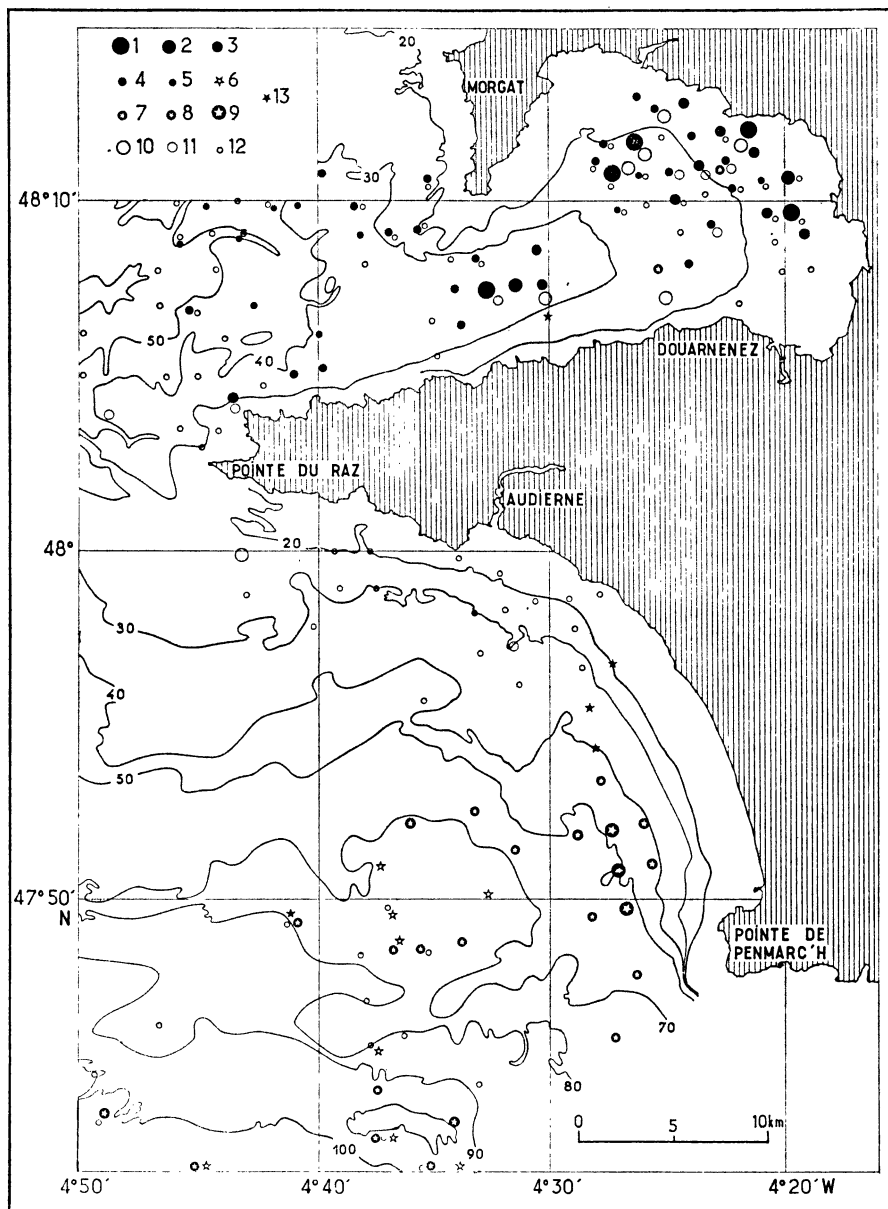 20
1 2 3
4 5 6
13
7 8 9
10 11 12
MORGAT
30
48°10'
50
40
DOUARNENEZ
POINTE DU RAZ
AUDIERNE
20
48°
30
40
50
47°50'
N
POINTE DE
PENMARC'H
70
80
0 5 10km
100
90
4°50' 4°40' 4°30' 4°20'W